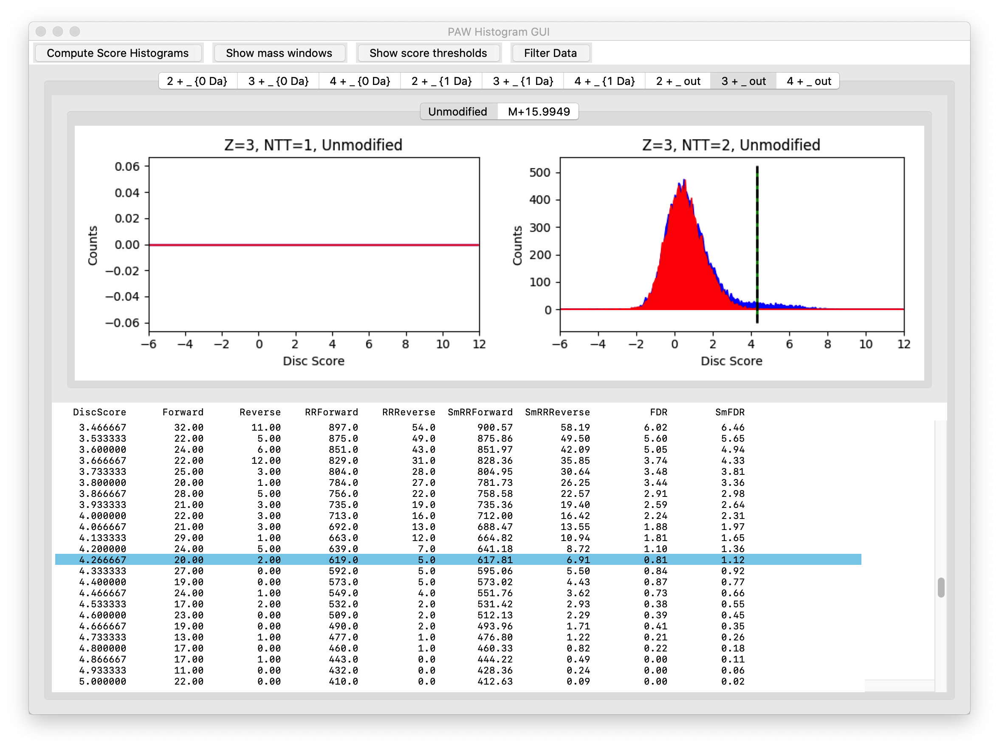 PAW Histogram GUI
Compute Score Histograms Show mass windows Show score thresholds Filter Data
2 + _ {0 Da} 3 + _ {0 Da} 4 + _ {0 Da} 2 + _ {1 Da} 3 + _ {1 Da} 4 + _ {1 Da} 2 + _ out 3 + _ out 4 + _ out
Unmodified M+15.9949
Z=3, NTT=1, Unmodified
0.06
0.04
0.02
0.00
−0.02
−0.04
−0.06
Counts
−6 −4 −2 0 2 4 6 8 10 12
Disc Score
Z=3, NTT=2, Unmodified
500
400
300
200
100
0
Counts
−6 −4 −2 0 2 4 6 8 10 12
Disc Score
DiscScore Forward Reverse RRForward RRReverse SmRRForward SmRRReverse FDR SmFDR
3.466667 32.00 11.00 897.0 54.0 900.57 58.19 6.02 6.46
3.533333 22.00 5.00 875.0 49.0 875.86 49.50 5.60 5.65
3.600000 24.00 6.00 851.0 43.0 851.97 42.09 5.05 4.94
3.666667 22.00 12.00 829.0 31.0 828.36 35.85 3.74 4.33
3.733333 25.00 3.00 804.0 28.0 804.95 30.64 3.48 3.81
3.800000 20.00 1.00 784.0 27.0 781.73 26.25 3.44 3.36
3.866667 28.00 5.00 756.0 22.0 758.58 22.57 2.91 2.98
3.933333 21.00 3.00 735.0 19.0 735.36 19.40 2.59 2.64
4.000000 22.00 3.00 713.0 16.0 712.00 16.42 2.24 2.31
4.066667 21.00 3.00 692.0 13.0 688.47 13.55 1.88 1.97
4.133333 29.00 1.00 663.0 12.0 664.82 10.94 1.81 1.65
4.200000 24.00 5.00 639.0 7.0 641.18 8.72 1.10 1.36
4.266667 20.00 2.00 619.0 5.0 617.81 6.91 0.81 1.12
4.333333 27.00 0.00 592.0 5.0 595.06 5.50 0.84 0.92
4.400000 19.00 0.00 573.0 5.0 573.02 4.43 0.87 0.77
4.466667 24.00 1.00 549.0 4.0 551.76 3.62 0.73 0.66
4.533333 17.00 2.00 532.0 2.0 531.42 2.93 0.38 0.55
4.600000 23.00 0.00 509.0 2.0 512.13 2.29 0.39 0.45
4.666667 19.00 0.00 490.0 2.0 493.96 1.71 0.41 0.35
4.733333 13.00 1.00 477.0 1.0 476.80 1.22 0.21 0.26
4.800000 17.00 0.00 460.0 1.0 460.33 0.82 0.22 0.18
4.866667 17.00 1.00 443.0 0.0 444.22 0.49 0.00 0.11
4.933333 11.00 0.00 432.0 0.0 428.36 0.24 0.00 0.06
5.000000 22.00 0.00 410.0 0.0 412.63 0.09 0.00 0.02